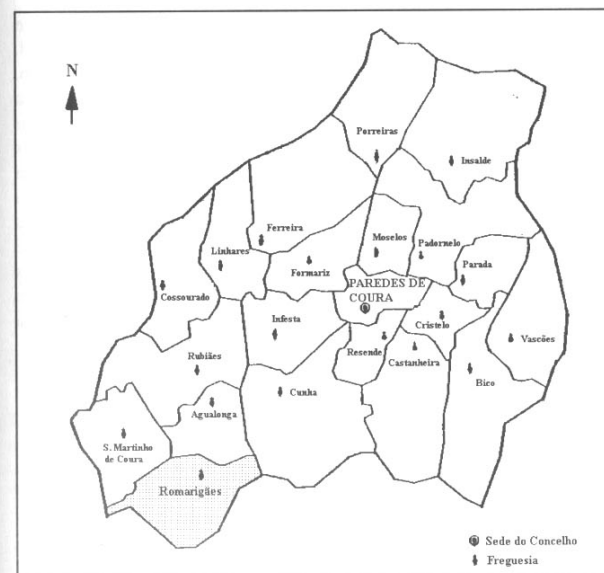 N
Porreiras
Insalde
Ferreira
Moselos
Padornelo
Linhares
Formariz
Parada
Cossourado
PAREDES DE
COURA
Infesta
Cristelo
Vascões
Rubiães
Resende
Castanheira
Bico
Cunha
Agualonga
S. Martinho
de Coura
Romarigães
Sede do Concelho
Freguesia